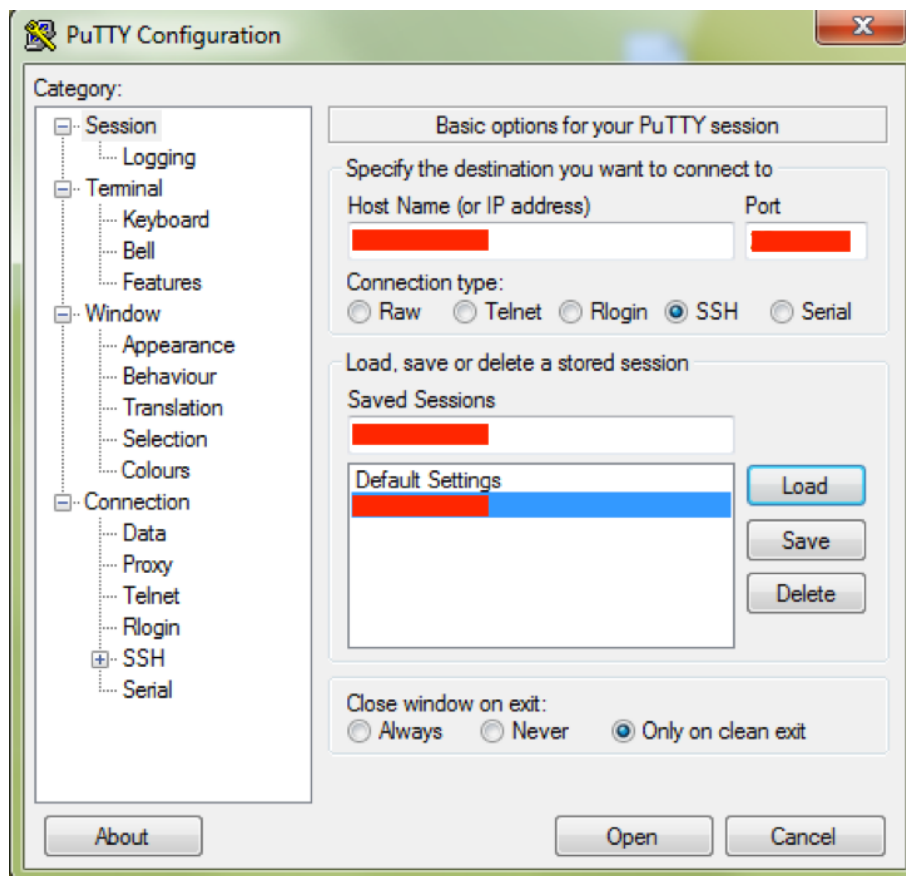 PuTTY Configuration
Category:
Session
Logging
Terminal
Keyboard
Bell
Features
Window
Appearance
Behaviour
Translation
Selection
Colours
Connection
Data
Proxy
Telnet
Rlogin
SSH
Serial
Basic options for your PuTTY session
Specify the destination you want to connect to
Host Name (or IP address) Port
Connection type:
Raw Telnet Rlogin SSH Serial
Load, save or delete a stored session
Saved Sessions
Default Settings
Load
Save
Delete
Close window on exit:
Always Never Only on clean exit
About Open Cancel